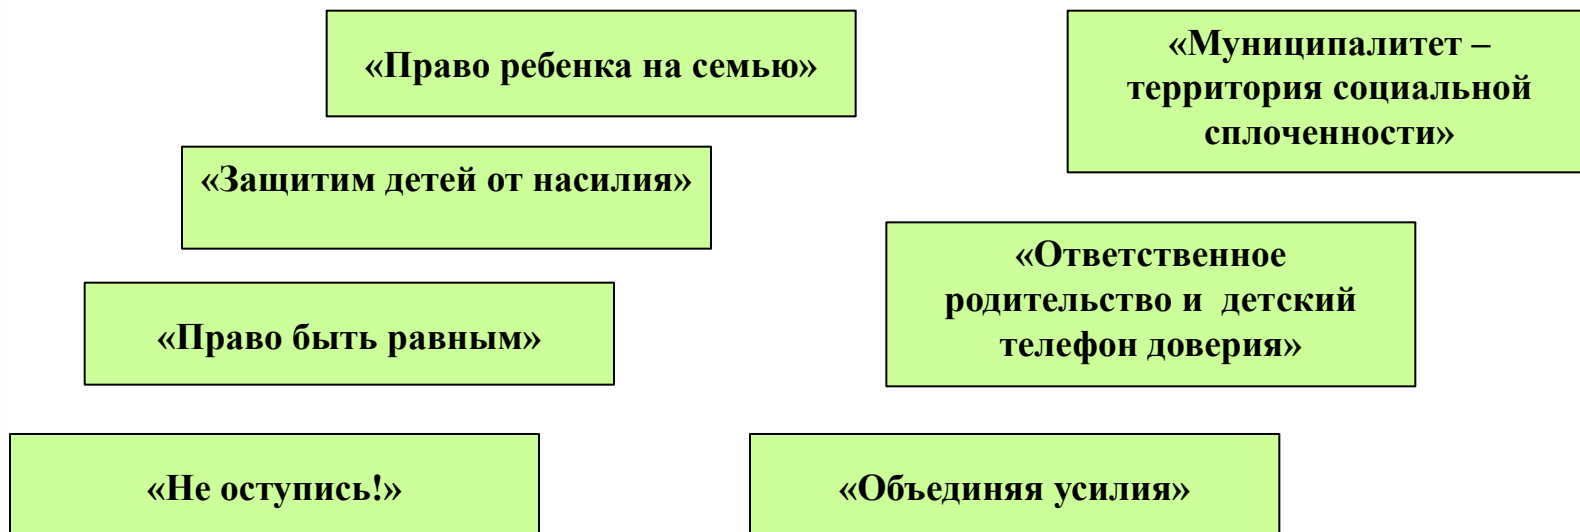 «Право ребенка на семью»
«Муниципалитет –
территория социальной
сплоченности»
«Защитим детей от насилия»
«Ответственное
родительство и  детский
телефон доверия»
«Право быть равным»
«Не оступись!»
«Объединяя усилия»